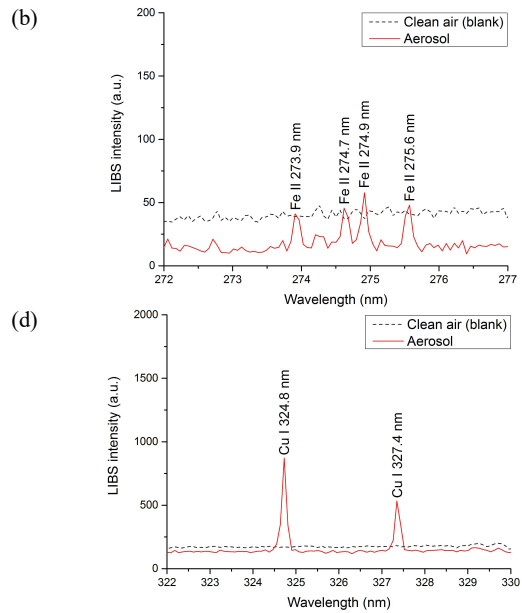 (b)
Clean air (blank)
Aerosol
LIBS intensity (a.u.)
200
150
100
50
0
Fe II 273.9 nm
Fe II 274.7 nm
Fe II 274.9 nm
Fe II 275.6 nm
272 273 274 275 276 277
Wavelength (nm)
(d)
Clean air (blank)
Aerosol
LIBS intensity (a.u.)
2000
1500
1000
500
0
Cu I 324.8 nm
Cu I 327.4 nm
322 323 324 325 326 327 328 329 330
Wavelength (nm)